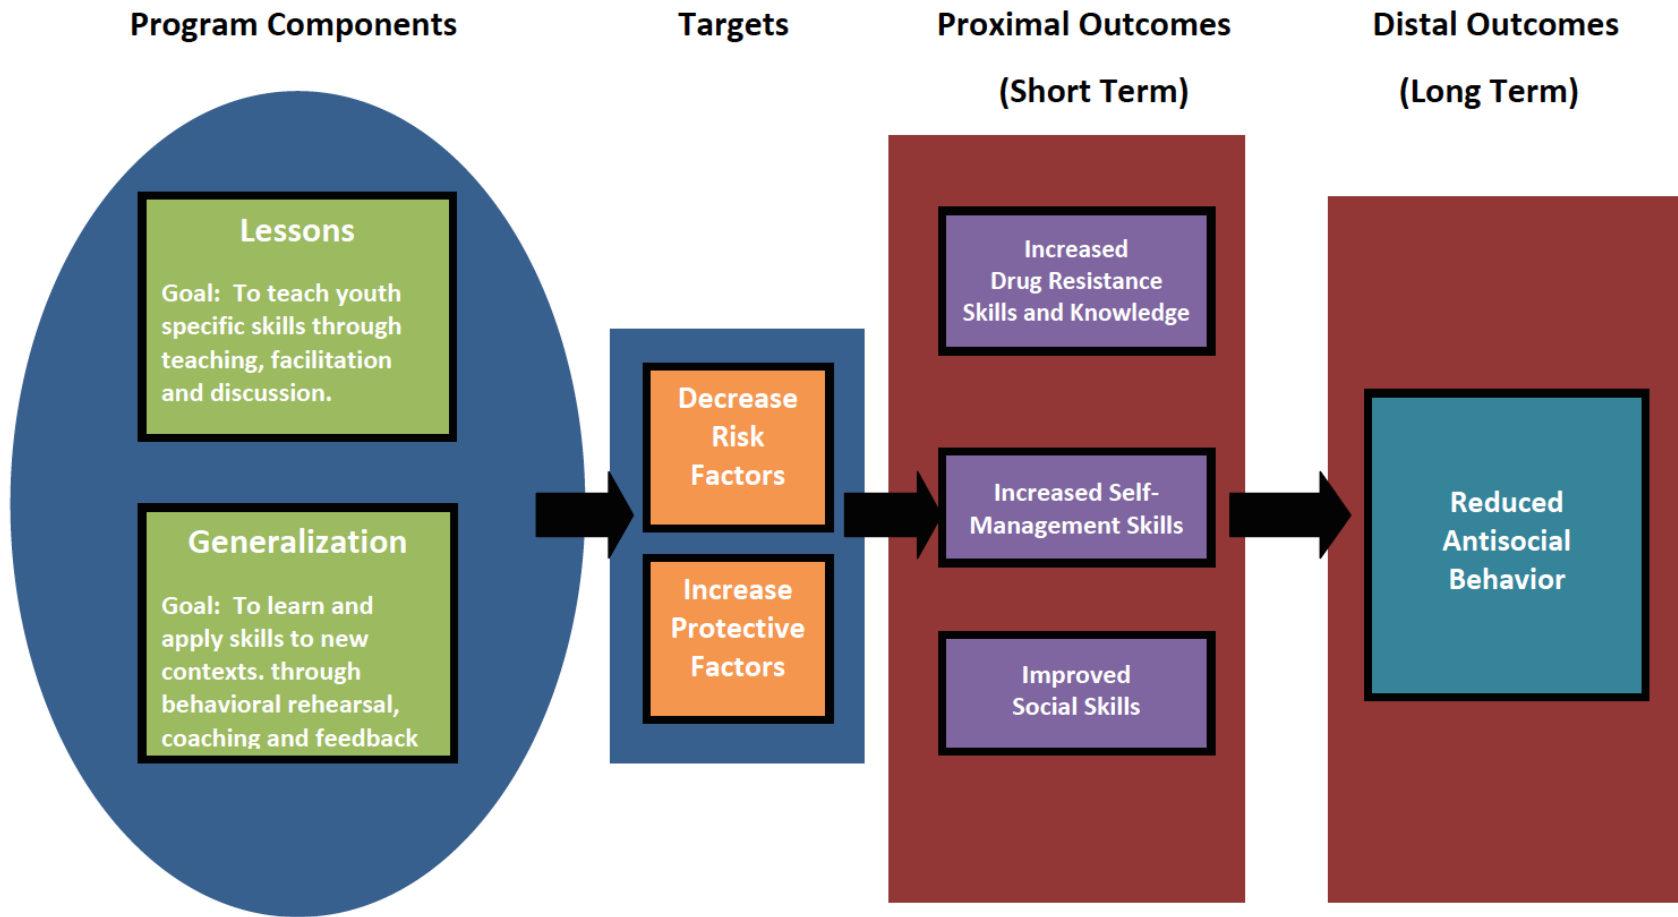 Program Components
Targets
Proximal Outcomes
(Short Term)
Distal Outcomes
(Long Term)
Lessons
Goal:  To teach youth
specific skills through
teaching, facilitation
and discussion.
Generalization
Goal:  To learn and
apply skills to new
contexts. through
behavioral rehearsal,
coaching and feedback
Decrease
Risk
Factors
Increase
Protective
Factors
Increased
Drug Resistance
Skills and Knowledge
Increased Self-
Management Skills
Improved
Social Skills
Reduced
Antisocial
Behavior